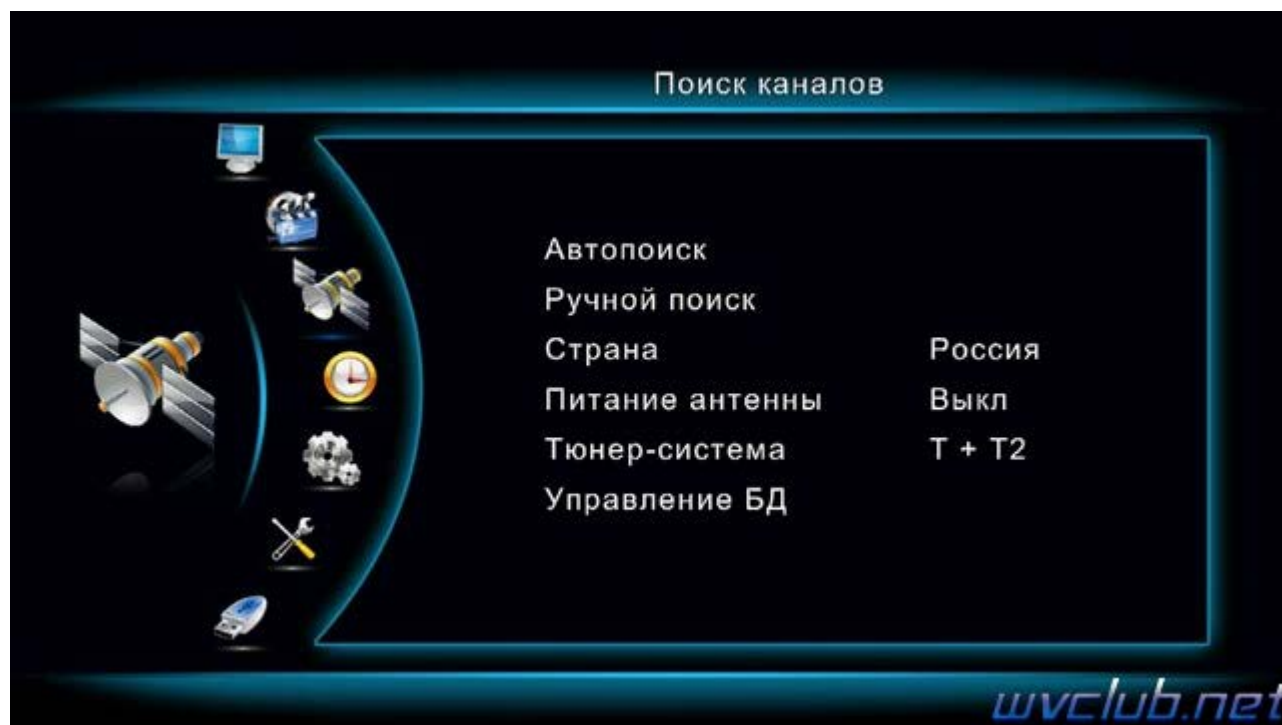 Поиск каналов
Автопоиск
Ручной поиск
Страна Россия
Питание антенны Выкл
Тюнер-система T + T2
Управление БД
wvclub.net